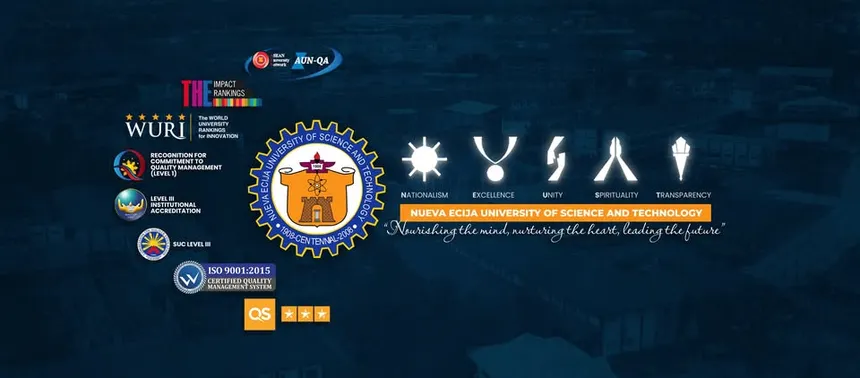 ASEAN
University
Network
AUN-QA
THE IMPACT
RANKINGS
WURI
The WORLD
UNIVERSITY
RANKINGS
for INNOVATION
RECOGNITION FOR
COMMITMENT TO
QUALITY MANAGEMENT
(LEVEL 1)
LEVEL III
INSTITUTIONAL
ACCREDITATION
SUC LEVEL III
W
ISO 9001:2015
CERTIFIED QUALITY
MANAGEMENT SYSTEM
QS
NUEVA ECIJA UNIVERSITY OF SCIENCE AND TECHNOLOGY
1908-CENTENNIAL-2008
NATIONALISM
EXCELLENCE
UNITY
SPIRITUALITY
TRANSPARENCY
NUEVA ECIJA UNIVERSITY OF SCIENCE AND TECHNOLOGY
“Nourishing the mind, nurturing the heart, leading the future”